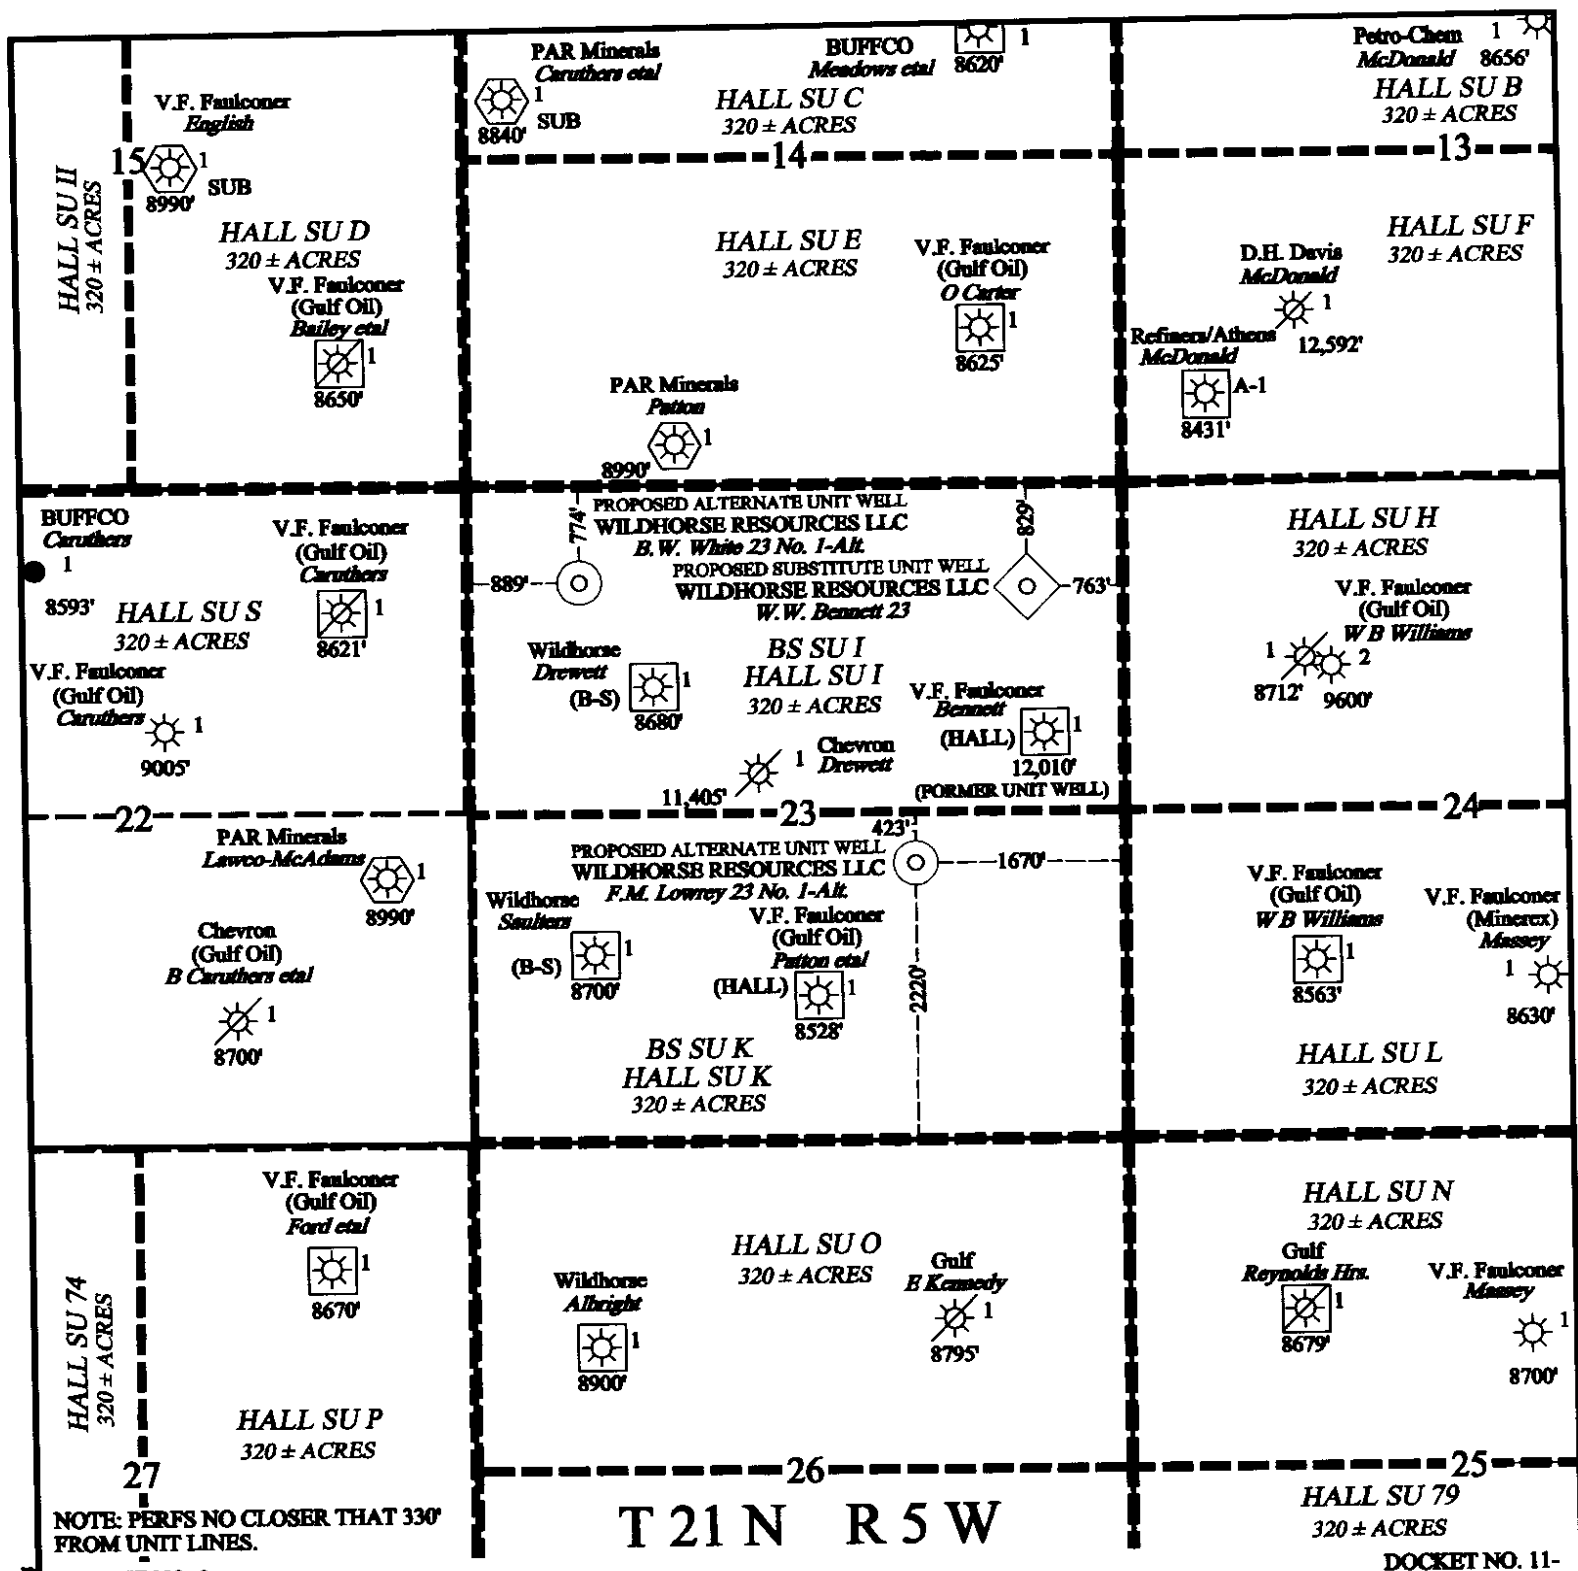 PAR Minerals
Caruthers etal
1
8840'
SUB
BUFFCO
Meadows etal
1
8620'
HALL SU C
320 ± ACRES
Petro-Chem
McDonald
1
8656'
HALL SU B
320 ± ACRES
V.F. Faulconer
English
15
1
SUB
8990'
HALL SU II
320 ± ACRES
HALL SU D
320 ± ACRES
V.F. Faulconer
(Gulf Oil)
Bailey etal
1
8650'
14
HALL SU E
320 ± ACRES
V.F. Faulconer
(Gulf Oil)
O Carter
1
8625'
PAR Minerals
Patton
1
8990'
13
HALL SU F
320 ± ACRES
D.H. Davis
McDonald
1
12,592'
Refiners/Athens
McDonald
A-1
8431'
BUFFCO
Caruthers
1
8593'
V.F. Faulconer
(Gulf Oil)
Caruthers
1
8621'
HALL SU S
320 ± ACRES
V.F. Faulconer
(Gulf Oil)
Caruthers
1
9005'
774'
889'
PROPOSED ALTERNATE UNIT WELL
WILDHORSE RESOURCES LLC
B.W. White 23 No. 1-Alt.
PROPOSED SUBSTITUTE UNIT WELL
WILDHORSE RESOURCES LLC
W.W. Bennett 23
829'
763'
BS SU I
HALL SU I
320 ± ACRES
Wildhorse
Drewett
(B-S)
1
8680'
V.F. Faulconer
Bennett
(HALL)
1
12,010'
(FORMER UNIT WELL)
Chevron
Drewett
1
11,405'
HALL SU H
320 ± ACRES
V.F. Faulconer
(Gulf Oil)
W B Williams
1
2
8712'
9600'
22
PAR Minerals
Lawco-McAdams
1
8990'
Chevron
(Gulf Oil)
B Caruthers etal
1
8700'
23
423'
PROPOSED ALTERNATE UNIT WELL
WILDHORSE RESOURCES LLC
F.M. Lowrey 23 No. 1-Alt.
1670'
2220'
Wildhorse
Saulters
(B-S)
1
8700'
V.F. Faulconer
(Gulf Oil)
Patton etal
(HALL)
1
8528'
BS SU K
HALL SU K
320 ± ACRES
24
V.F. Faulconer
(Gulf Oil)
W B Williams
1
8563'
V.F. Faulconer
(Minerex)
Massey
1
8630'
HALL SU L
320 ± ACRES
V.F. Faulconer
(Gulf Oil)
Ford etal
1
8670'
HALL SU 74
320 ± ACRES
HALL SU P
320 ± ACRES
27
HALL SU O
320 ± ACRES
Wildhorse
Albright
1
8900'
Gulf
E Kennedy
1
8795'
26
HALL SU N
320 ± ACRES
Gulf
Reynolds Hrs.
1
8679'
V.F. Faulconer
Massey
1
8700'
25
HALL SU 79
320 ± ACRES
NOTE: PERFS NO CLOSER THAT 330'
FROM UNIT LINES.
T 21 N R 5 W
DOCKET NO. 11-